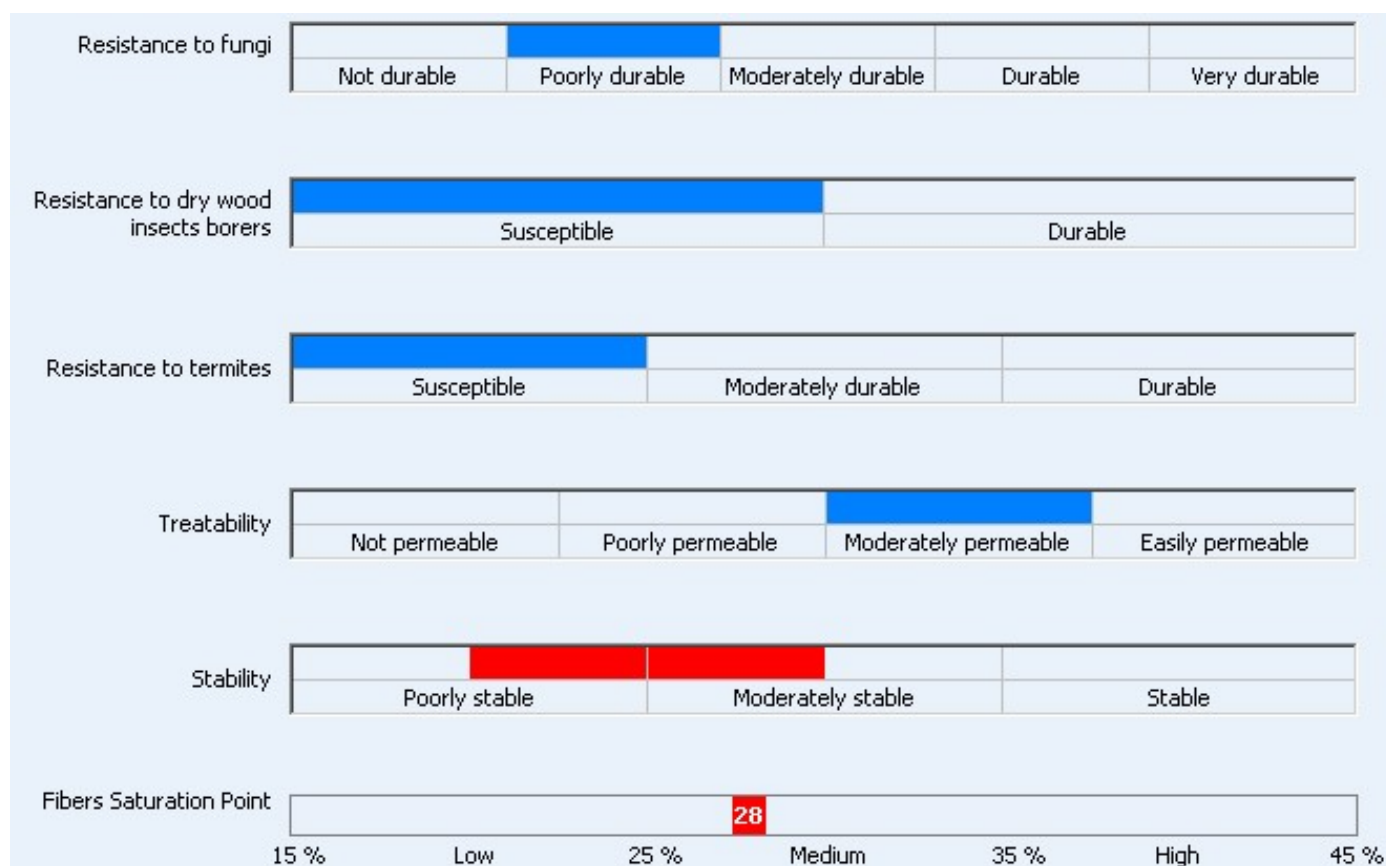 Resistance to fungi
Not durable Poorly durable Moderately durable Durable Very durable
Resistance to dry wood
insects borers
Susceptible Durable
Resistance to termites
Susceptible Moderately durable Durable
Treatability
Not permeable Poorly permeable Moderately permeable Easily permeable
Stability
Poorly stable Moderately stable Stable
Fibers Saturation Point
28
15 % Low 25 % Medium 35 % High 45 %